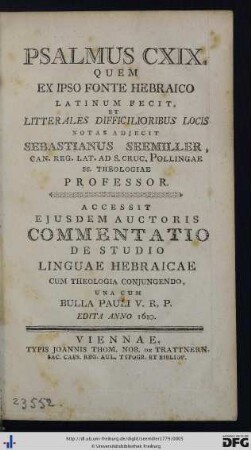 PSALMUS CXIX.
QUEM
EX IPSO FONTE HEBRAICO
LATINUM FECIT,
ET
LITTERALES DIFFICILIORIBUS LOCIS
NOTAS ADJECIT
SEBASTIANUS SEEMILLER,
CAN. REG. LAT. AD S. CRUC. POLLINGAE
SS. THEOLOGIAE
PROFESSOR.
ACCESSIT
EJUSDEM AUCTORIS
COMMENTATIO
DE STUDIO
LINGUAE HEBRAICAE
CUM THEOLOGIA CONJUNGENDO,
UNA CUM
BULLA PAULI V. R. P.
EDITA ANNO 1610.
VIENNAE,
TYPIS JOANNIS THOM. NOB. DE TRATTNERN.
SAC. CAES. REG. AUL. TYPOGR. ET BIBLIOP.
23552.
© Universitätsbibliothek Freiburg